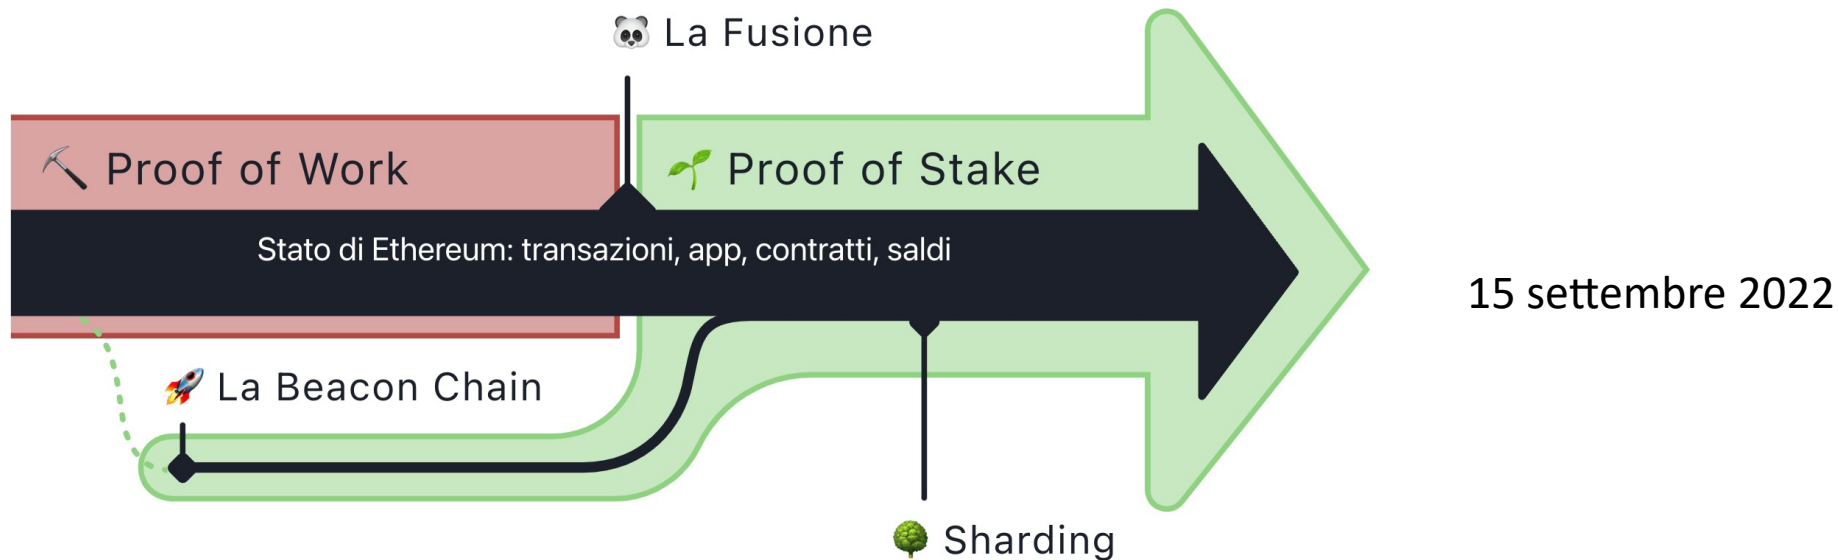 🐼 La Fusione
⛏ Proof of Work
🌱 Proof of Stake
Stato di Ethereum: transazioni, app, contratti, saldi
15 settembre 2022
🚀 La Beacon Chain
🌳 Sharding